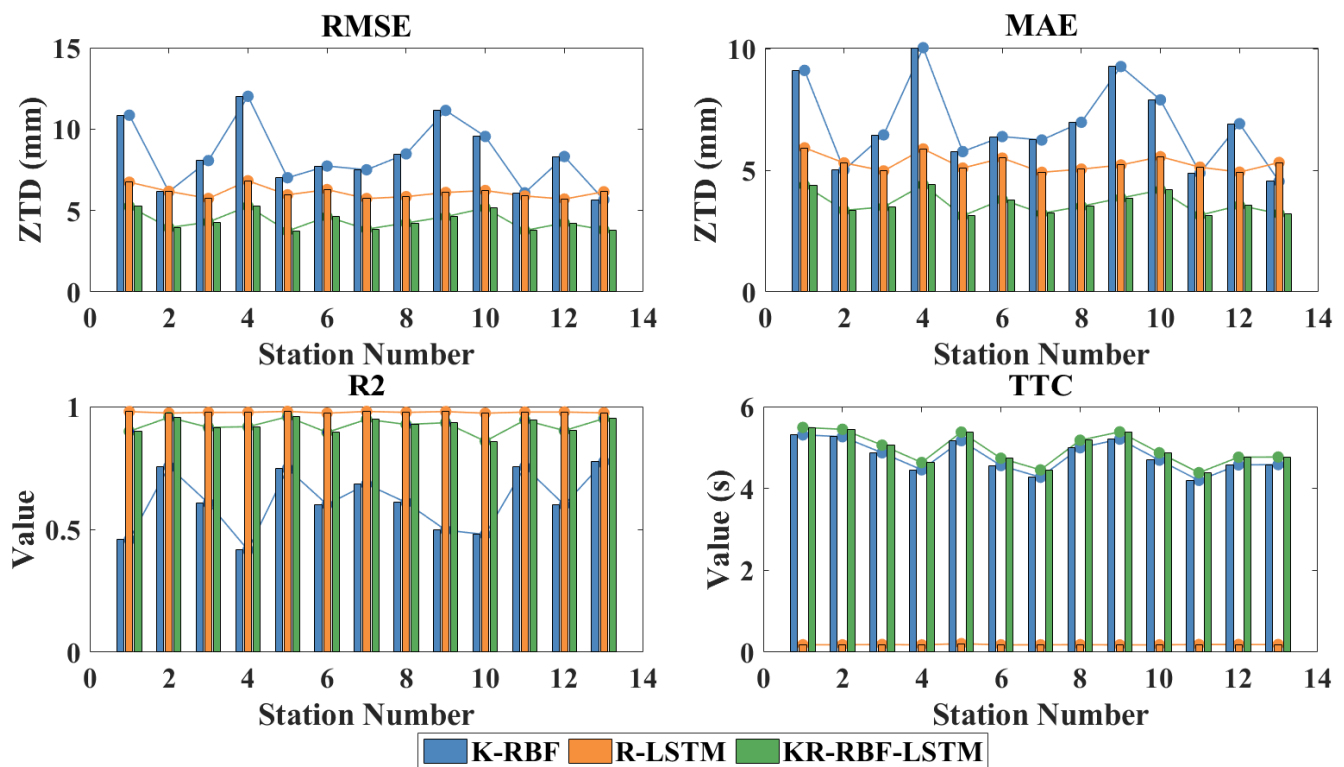 RMSE
15
10
5
0
ZTD (mm)
0 2 4 6 8 10 12 14
Station Number
MAE
10
5
0
ZTD (mm)
0 2 4 6 8 10 12 14
Station Number
R2
1
0.5
0
Value
0 2 4 6 8 10 12 14
Station Number
TTC
6
4
2
0
Value (s)
0 2 4 6 8 10 12 14
Station Number
K-RBF R-LSTM KR-RBF-LSTM